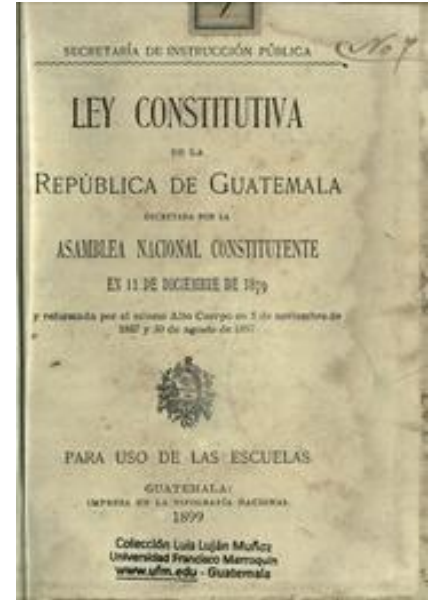 7
SECRETARÍA DE INSTRUCCIÓN PÚBLICA
No 7
LEY CONSTITUTIVA
DE LA
REPÚBLICA DE GUATEMALA
DECRETADA POR LA
ASAMBLEA NACIONAL CONSTITUYENTE
EN 11 DE DICIEMBRE DE 1879
y reformada por el mismo Alto Cuerpo en 5 de noviembre de
1887 y 30 de agosto de 1897
PARA USO DE LAS ESCUELAS
GUATEMALA:
IMPRESA EN LA TIPOGRAFÍA NACIONAL
1899
Colección Luis Luján Muñoz
Universidad Francisco Marroquín
www.ufm.edu - Guatemala